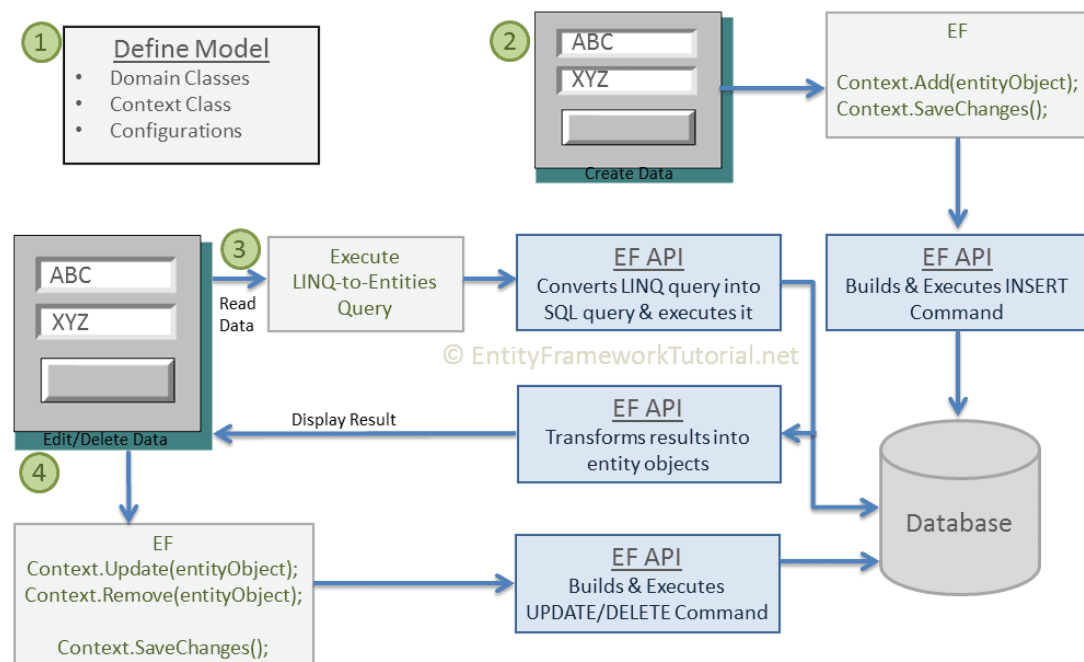 1
Define Model
• Domain Classes
• Context Class
• Configurations
2
ABC
XYZ
Create Data
EF
Context.Add(entityObject);
Context.SaveChanges();
ABC
XYZ
Edit/Delete Data
3
Read
Data
Execute
LINQ-to-Entities
Query
EF API
Converts LINQ query into
SQL query & executes it
EF API
Builds & Executes INSERT
Command
© EntityFrameworkTutorial.net
Display Result
EF API
Transforms results into
entity objects
Database
4
EF
Context.Update(entityObject);
Context.Remove(entityObject);
Context.SaveChanges();
EF API
Builds & Executes
UPDATE/DELETE Command